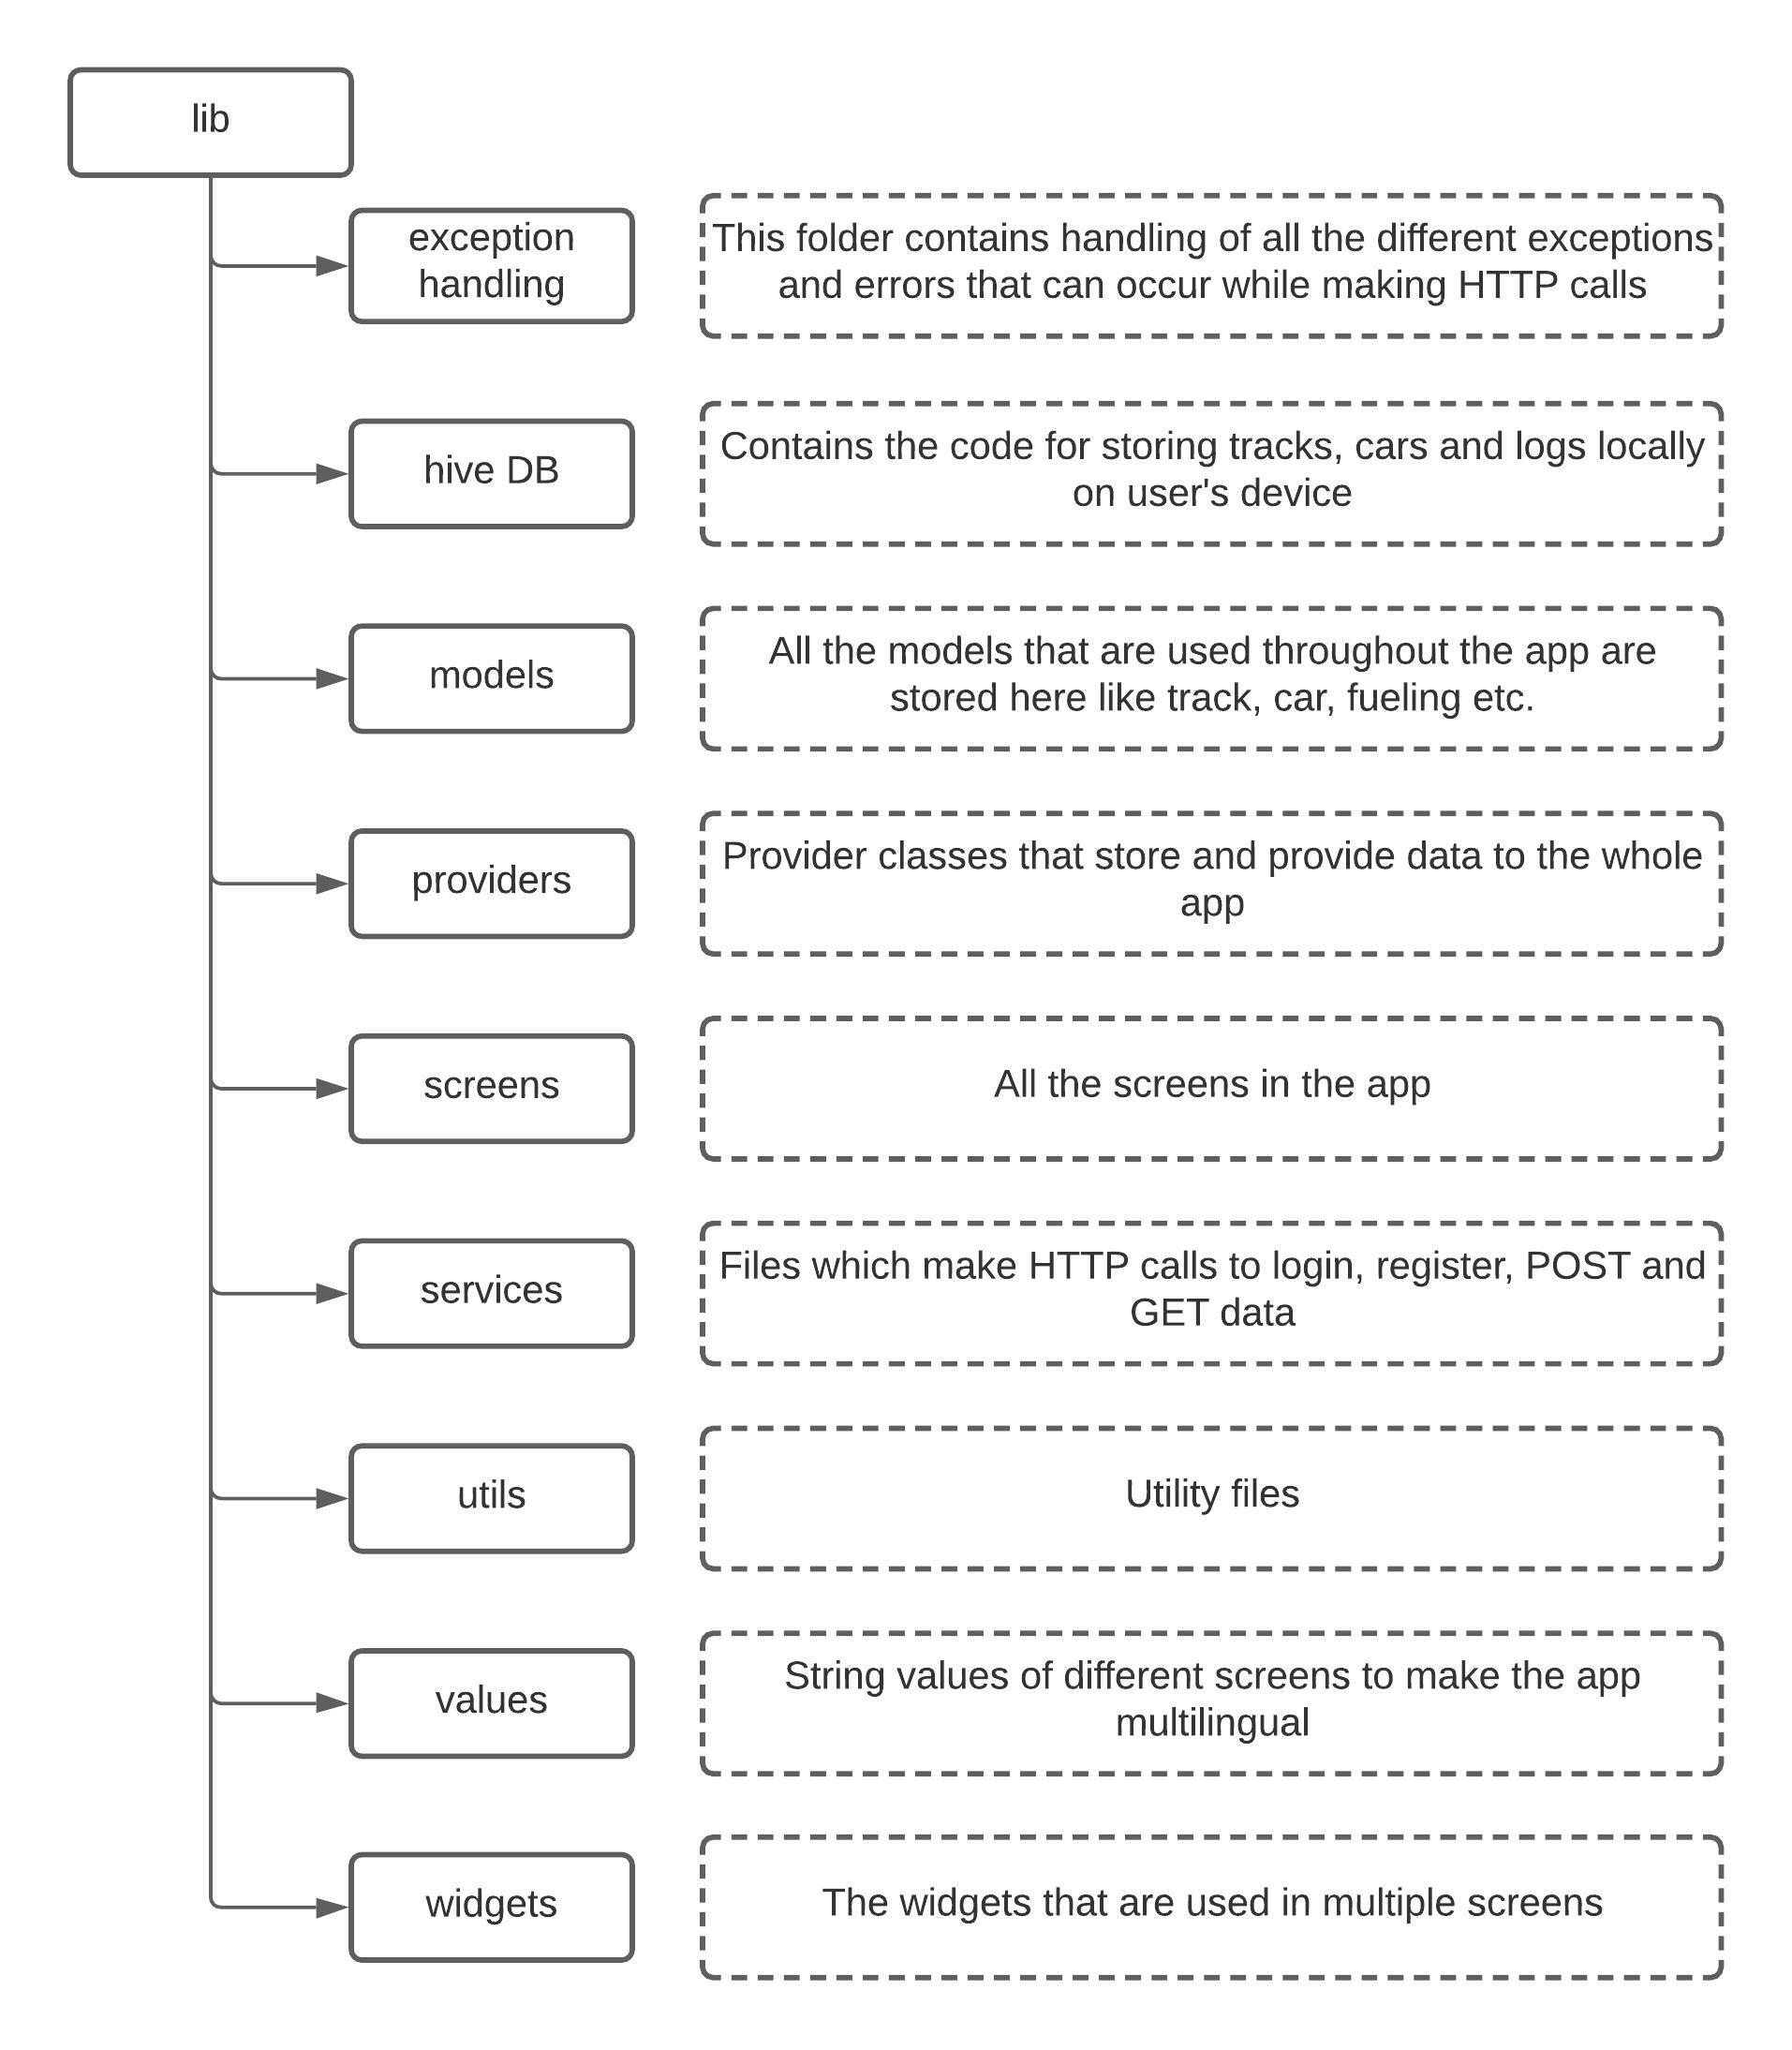 lib
exception
handling
This folder contains handling of all the different exceptions
and errors that can occur while making HTTP calls
hive DB
Contains the code for storing tracks, cars and logs locally
on user's device
models
All the models that are used throughout the app are
stored here like track, car, fueling etc.
providers
Provider classes that store and provide data to the whole
app
screens
All the screens in the app
services
Files which make HTTP calls to login, register, POST and
GET data
utils
Utility files
values
String values of different screens to make the app
multilingual
widgets
The widgets that are used in multiple screens